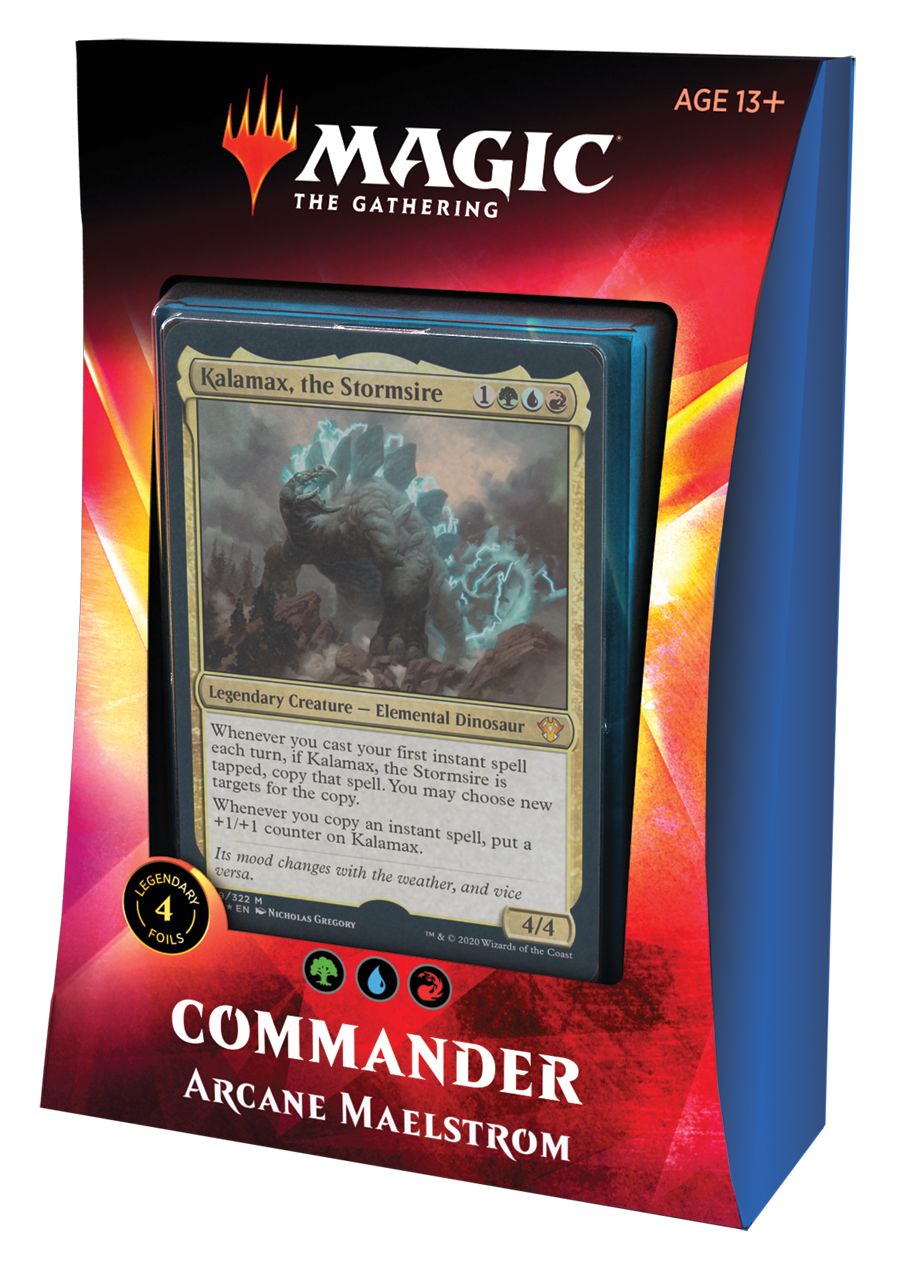 AGE 13+
MAGIC
THE GATHERING
Kalamax, the Stormsire 1
Legendary Creature — Elemental Dinosaur
Whenever you cast your first instant spell
each turn, if Kalamax, the Stormsire is
tapped, copy that spell. You may choose new
targets for the copy.
Whenever you copy an instant spell, put a
+1/+1 counter on Kalamax.
Its mood changes with the weather, and vice
versa.
/322 M
EN NICHOLAS GREGORY
4/4
™ & © 2020 Wizards of the Coast
LEGENDARY
4
FOILS
COMMANDER
ARCANE MAELSTROM